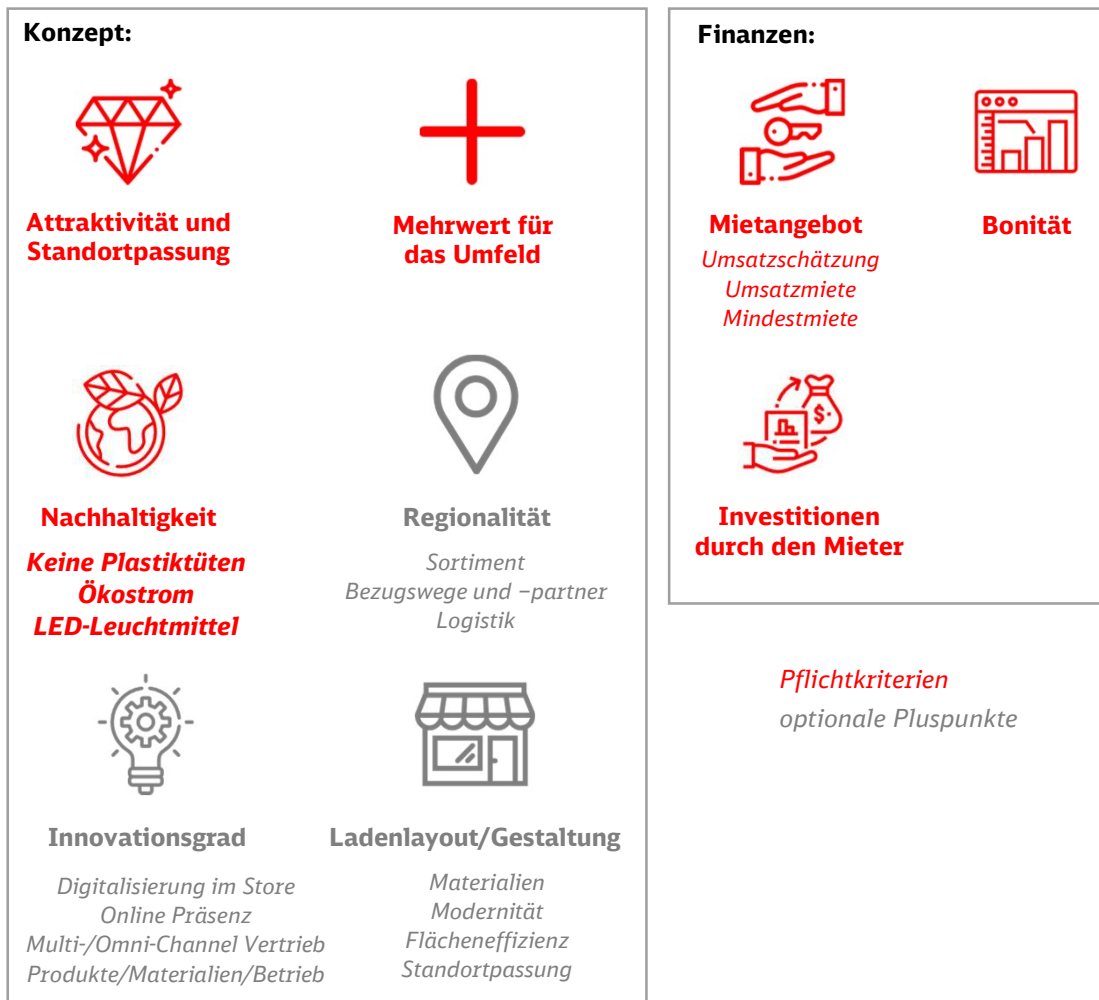 Konzept:
Attraktivität und
Standortpassung
Mehrwert für
das Umfeld
Nachhaltigkeit
Keine Plastiktüten
Ökostrom
LED-Leuchtmittel
Regionalität
Sortiment
Bezugswege und –partner
Logistik
Innovationsgrad
Digitalisierung im Store
Online Präsenz
Multi-/Omni-Channel Vertrieb
Produkte/Materialien/Betrieb
Ladenlayout/Gestaltung
Materialien
Modernität
Flächeneffizienz
Standortpassung
Finanzen:
Mietangebot
Umsatzschätzung
Umsatzmiete
Mindestmiete
Bonität
$
Investitionen
durch den Mieter
Pflichtkriterien
optionale Pluspunkte